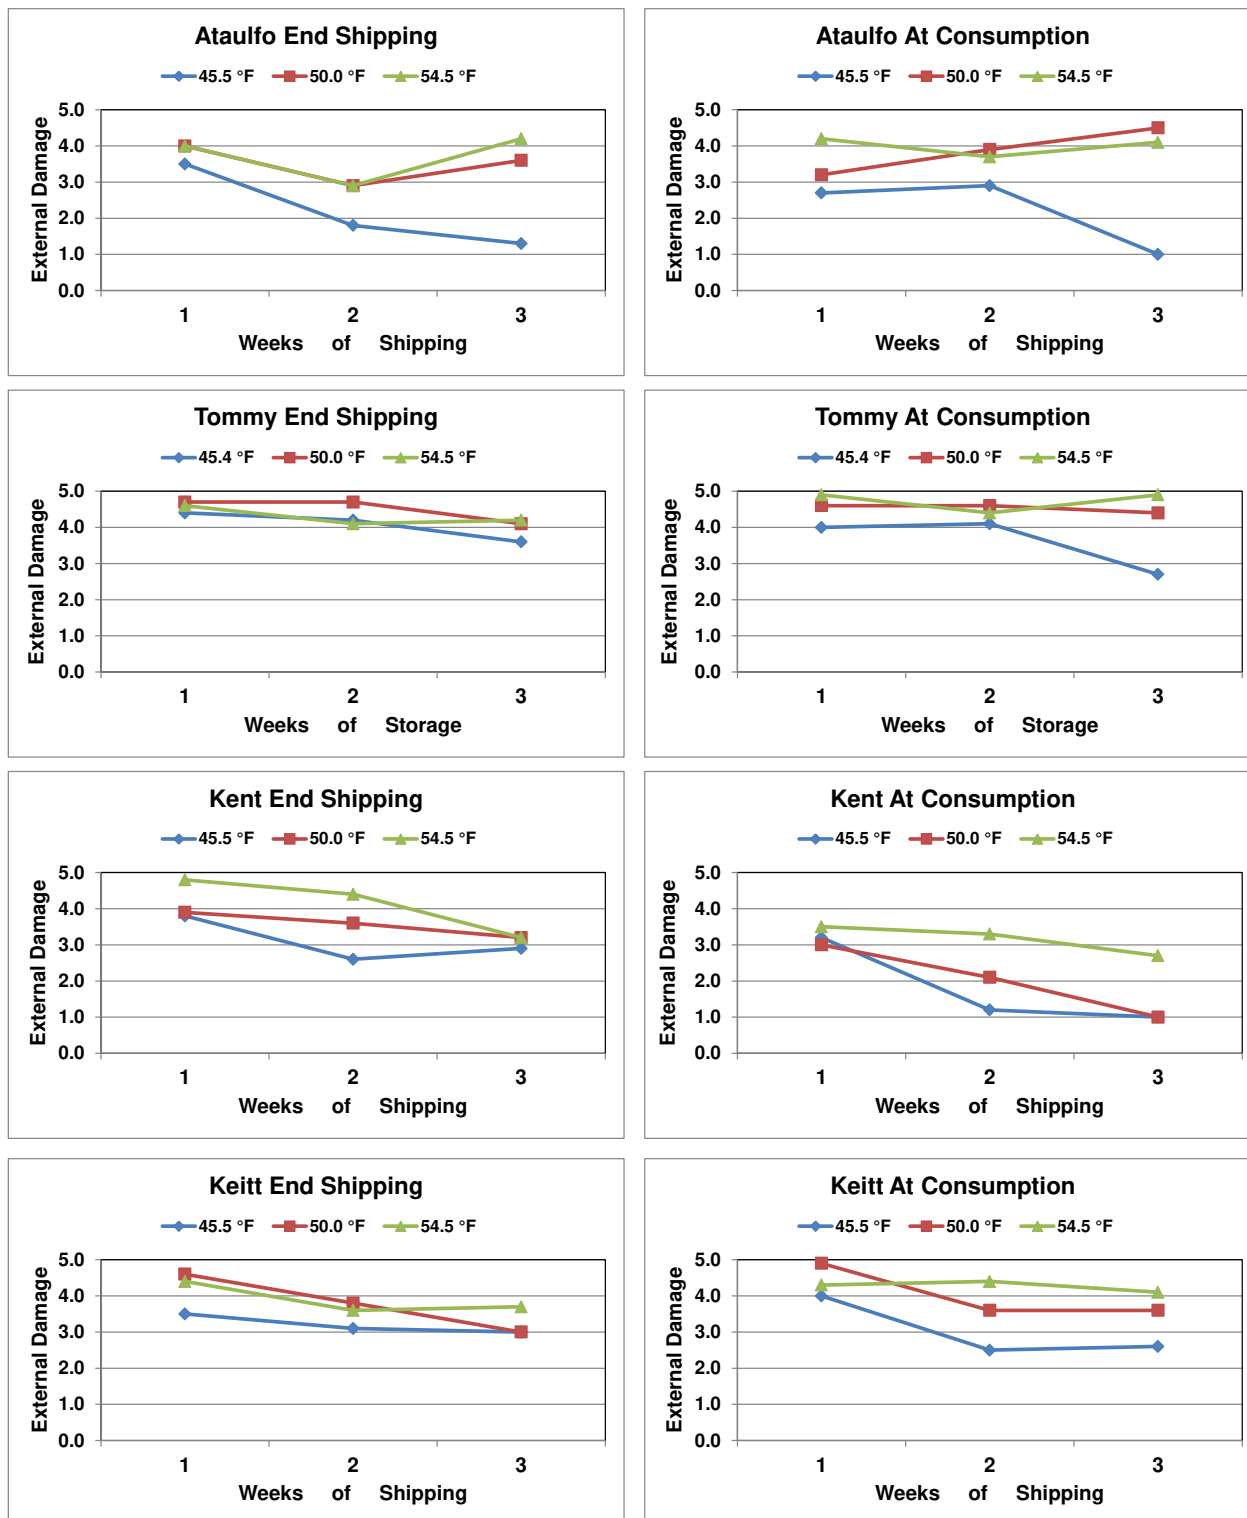 Ataulfo End Shipping
45.5 °F 50.0 °F 54.5 °F
External Damage
5.0
4.0
3.0
2.0
1.0
0.0
1 2 3
Weeks of Shipping
Ataulfo At Consumption
45.5 °F 50.0 °F 54.5 °F
External Damage
5.0
4.0
3.0
2.0
1.0
0.0
1 2 3
Weeks of Shipping
Tommy End Shipping
45.4 °F 50.0 °F 54.5 °F
External Damage
5.0
4.0
3.0
2.0
1.0
0.0
1 2 3
Weeks of Storage
Tommy At Consumption
45.4 °F 50.0 °F 54.5 °F
External Damage
5.0
4.0
3.0
2.0
1.0
0.0
1 2 3
Weeks of Storage
Kent End Shipping
45.5 °F 50.0 °F 54.5 °F
External Damage
5.0
4.0
3.0
2.0
1.0
0.0
1 2 3
Weeks of Shipping
Kent At Consumption
45.5 °F 50.0 °F 54.5 °F
External Damage
5.0
4.0
3.0
2.0
1.0
0.0
1 2 3
Weeks of Shipping
Keitt End Shipping
45.5 °F 50.0 °F 54.5 °F
External Damage
5.0
4.0
3.0
2.0
1.0
0.0
1 2 3
Weeks of Shipping
Keitt At Consumption
45.5 °F 50.0 °F 54.5 °F
External Damage
5.0
4.0
3.0
2.0
1.0
0.0
1 2 3
Weeks of Shipping